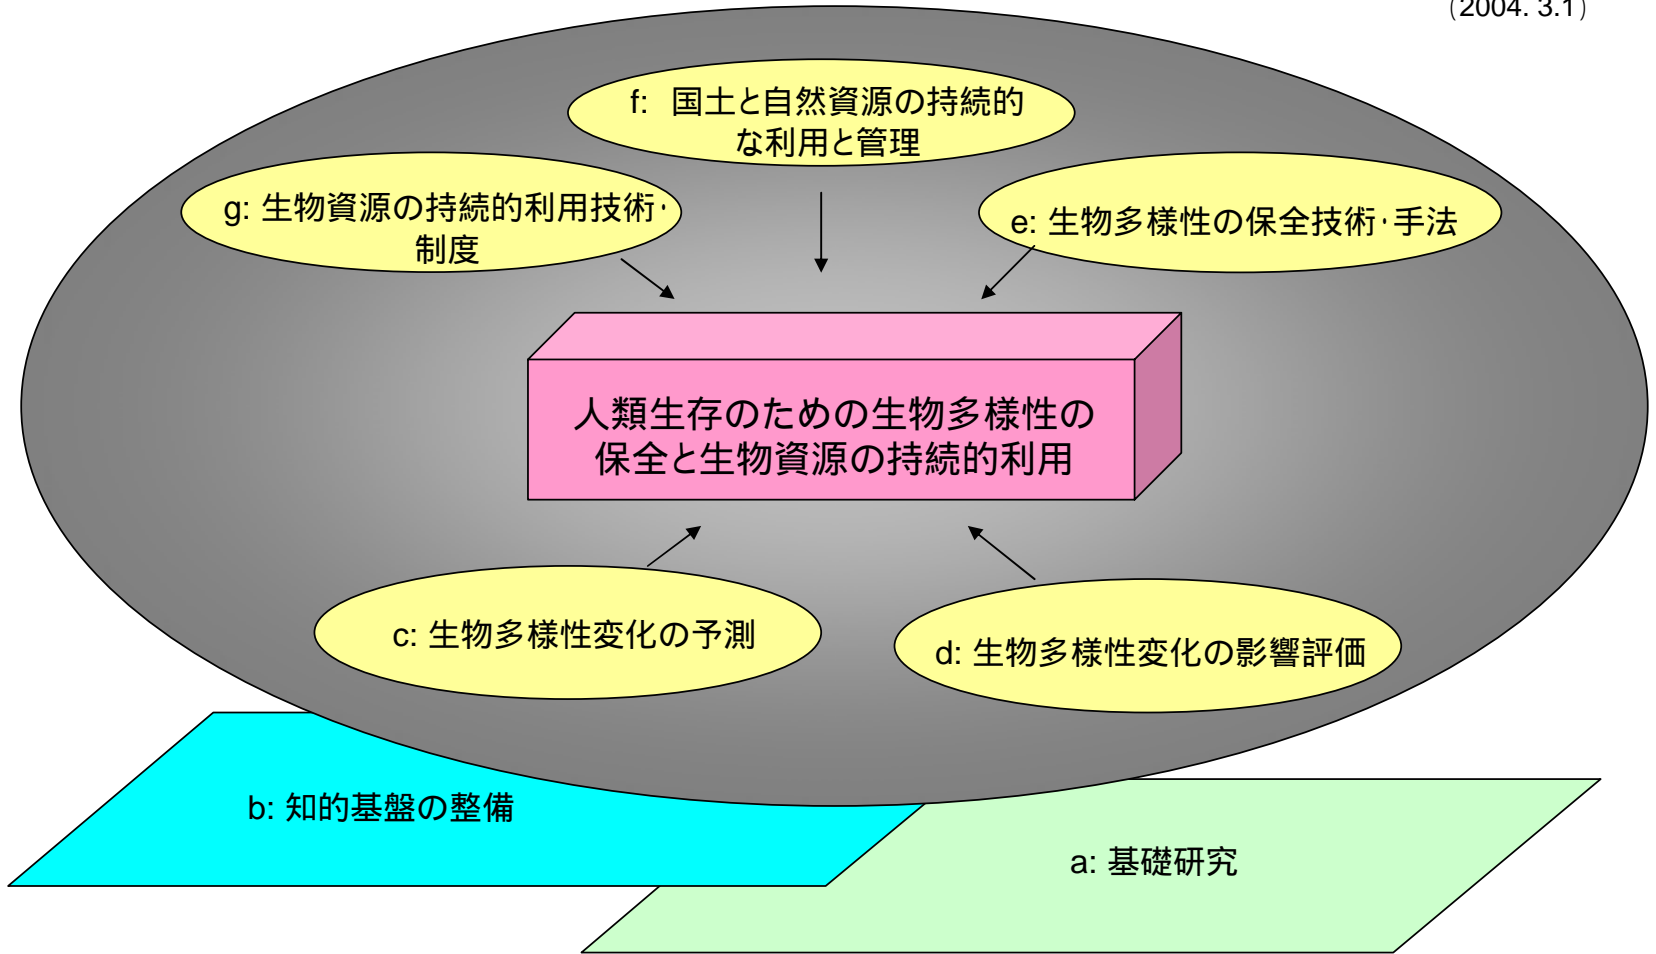 (2004. 3.1)
f: 国土と自然資源の持続的
な利用と管理
g: 生物資源の持続的利用技術・
制度
e: 生物多様性の保全技術・手法
人類生存のための生物多様性の
保全と生物資源の持続的利用
c: 生物多様性変化の予測
d: 生物多様性変化の影響評価
b: 知的基盤の整備
a: 基礎研究